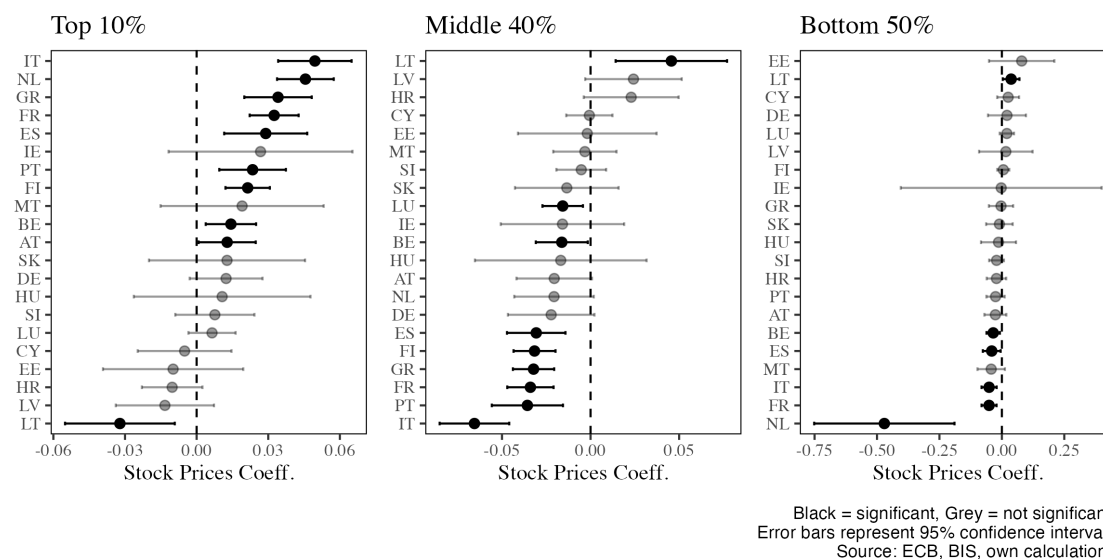 Top 10%
IT
NL
GR
FR
ES
IE
PT
FI
MT
BE
AT
SK
DE
HU
SI
LU
CY
EE
HR
LV
LT
-0.06 -0.03 0.00 0.03 0.06
Stock Prices Coeff.
Middle 40%
LT
LV
HR
CY
EE
MT
SI
SK
LU
IE
BE
HU
AT
NL
DE
ES
FI
GR
FR
PT
IT
-0.05 0.00 0.05
Stock Prices Coeff.
Bottom 50%
EE
LT
CY
DE
LU
LV
FI
IE
GR
SK
HU
SI
HR
PT
AT
BE
ES
MT
IT
FR
NL
-0.75 -0.50 -0.25 0.00 0.25
Stock Prices Coeff.
Black = significant, Grey = not significan
Error bars represent 95% confidence interva
Source: ECB, BIS, own calculation